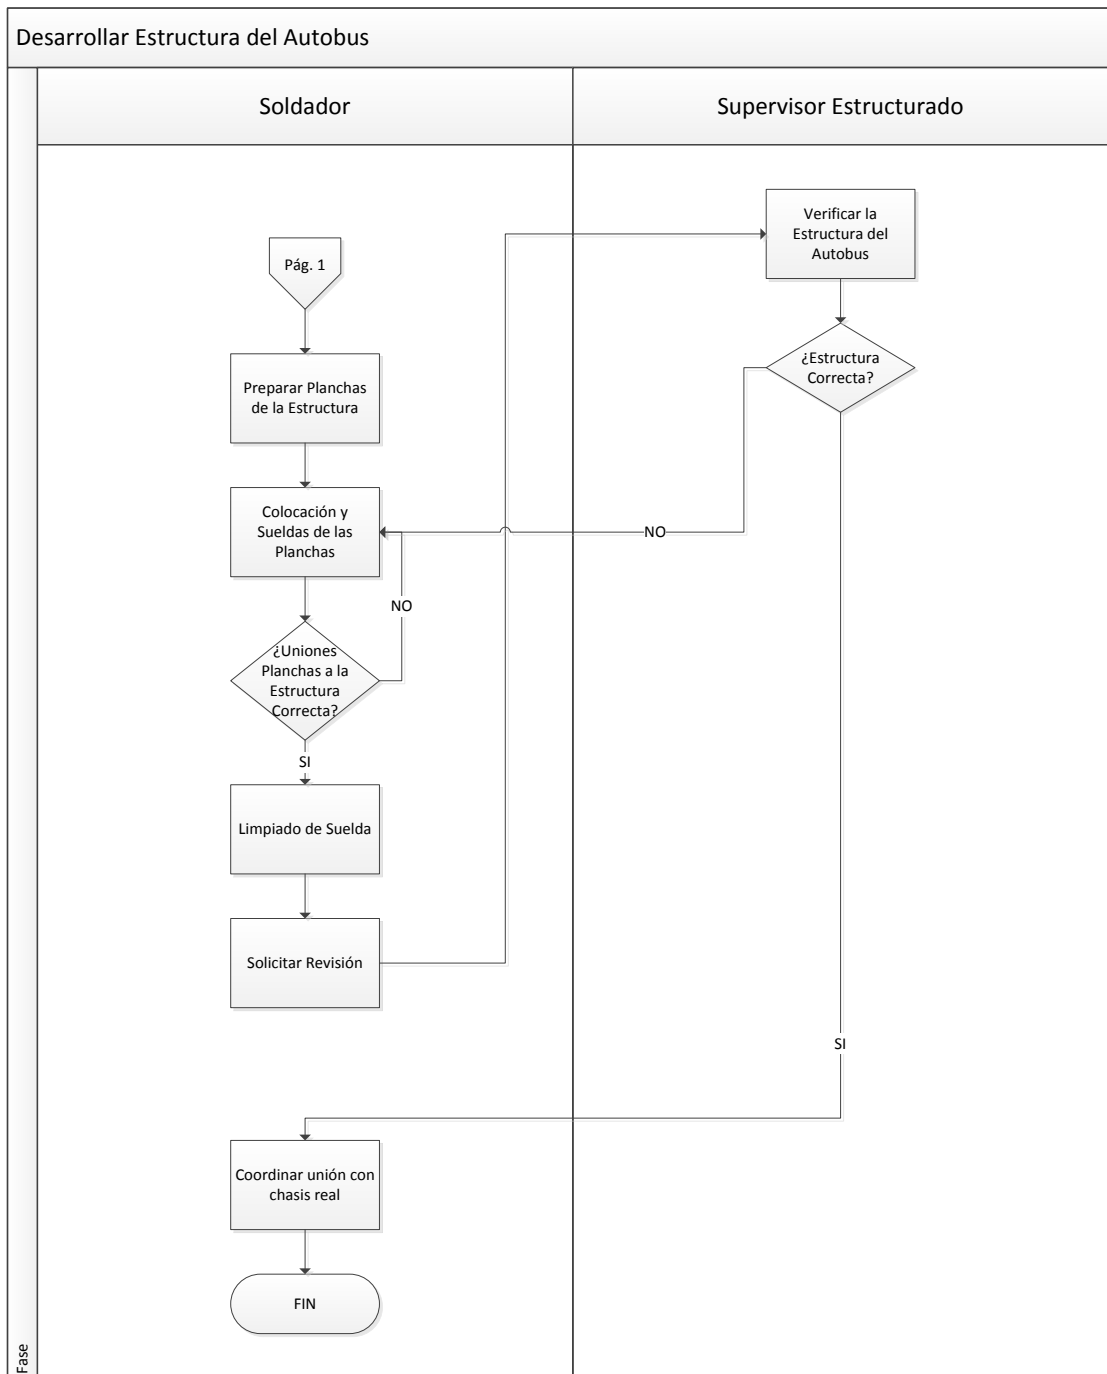 Desarrollar Estructura del Autobus
Soldador
Supervisor Estructurado
Pág. 1
Preparar Planchas
de la Estructura
Colocación y
Sueldas de las
Planchas
NO
¿Uniones
Planchas a la
Estructura
Correcta?
SI
Limpiado de Suelda
Solicitar Revisión
Verificar la
Estructura del
Autobus
¿Estructura
Correcta?
NO
SI
Coordinar unión con
chasis real
FIN
Fase